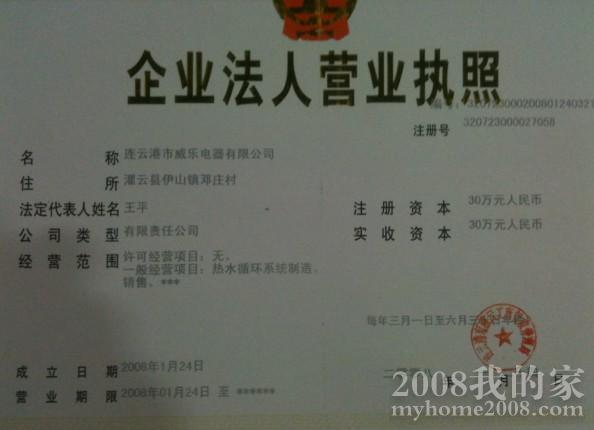 企业法人营业执照
编号：320723000200801240321
注册号 320723000027058
名称 连云港市威乐电器有限公司
住所 灌云县伊山镇邓庄村
法定代表人姓名 王平
注册资本 30万元人民币
公司类型 有限责任公司
实收资本 30万元人民币
经营范围 许可经营项目：无。
一般经营项目：热水循环系统制造、
销售、***
每年三月一日至六月三
成立日期 2008年1月24日
营业期限 2008年01月24日 至 ******
年 月 日
2008我的家
myhome2008.com